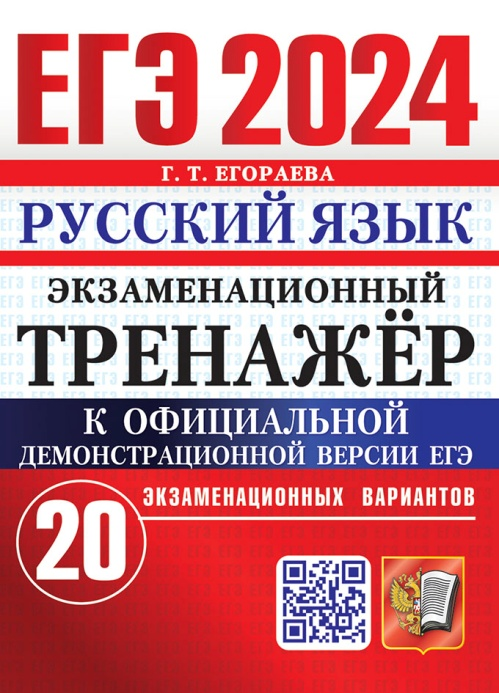 ЕГЭ 2024
Г. Т. ЕГОРАЕВА
РУССКИЙ ЯЗЫК
ЭКЗАМЕНАЦИОННЫЙ
ТРЕНАЖЁР
К ОФИЦИАЛЬНОЙ
ДЕМОНСТРАЦИОННОЙ ВЕРСИИ ЕГЭ
20
ЭКЗАМЕНАЦИОННЫХ ВАРИАНТОВ